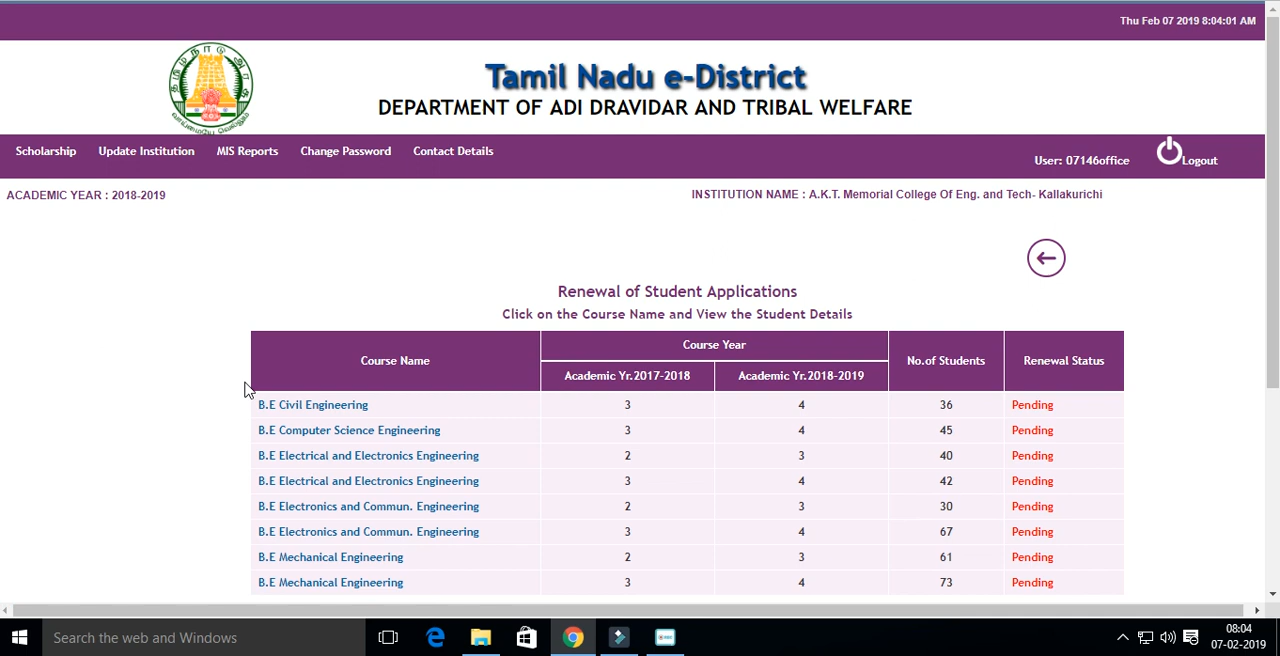 Thu Feb 07 2019 8:04:01 AM
Tamil Nadu e-District
DEPARTMENT OF ADI DRAVIDAR AND TRIBAL WELFARE
Scholarship Update Institution MIS Reports Change Password Contact Details User: 07146office Logout
ACADEMIC YEAR : 2018-2019 INSTITUTION NAME : A.K.T. Memorial College Of Eng. and Tech- Kallakurichi
Renewal of Student Applications
Click on the Course Name and View the Student Details
Course Name Course Year No.of Students Renewal Status
Academic Yr.2017-2018 Academic Yr.2018-2019
B.E Civil Engineering 3 4 36 Pending
B.E Computer Science Engineering 3 4 45 Pending
B.E Electrical and Electronics Engineering 2 3 40 Pending
B.E Electrical and Electronics Engineering 3 4 42 Pending
B.E Electronics and Commun. Engineering 2 3 30 Pending
B.E Electronics and Commun. Engineering 3 4 67 Pending
B.E Mechanical Engineering 2 3 61 Pending
B.E Mechanical Engineering 3 4 73 Pending
Search the web and Windows
08:04
07-02-2019